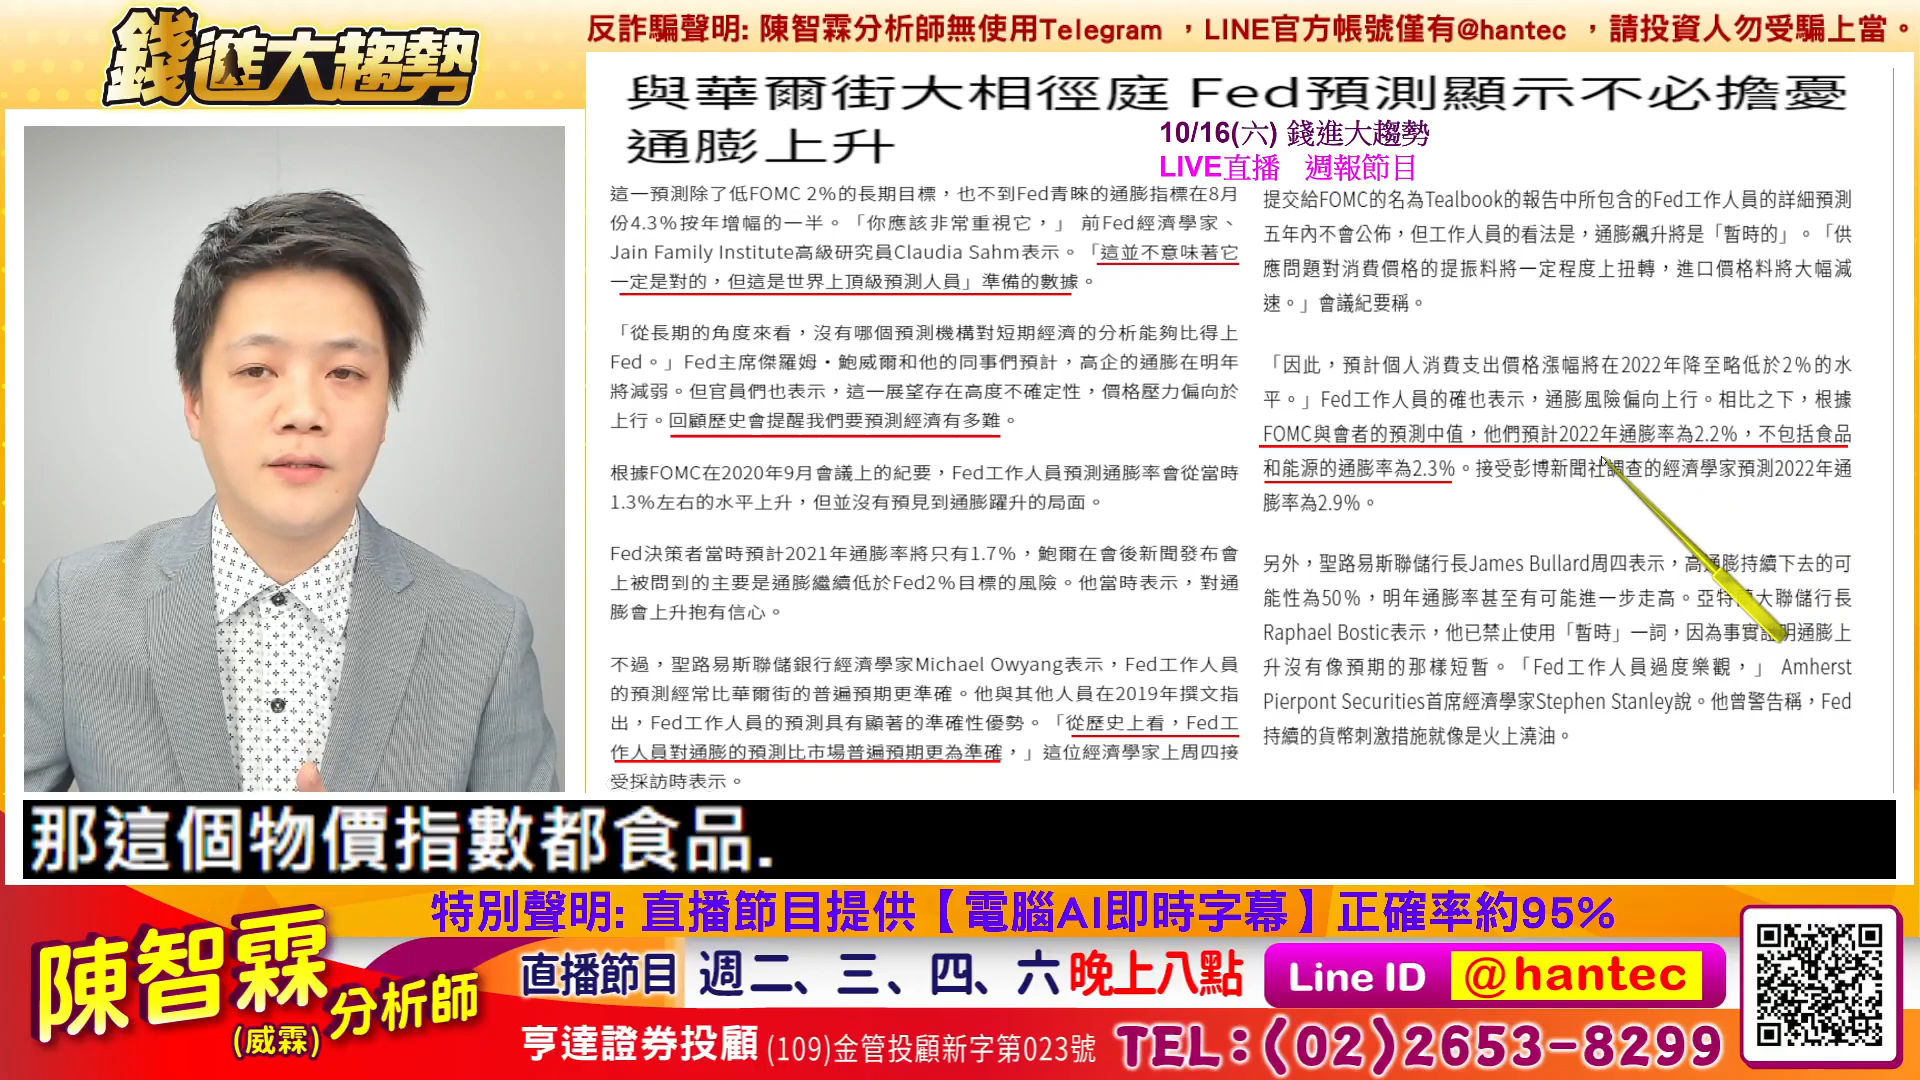 錢進大趨勢
反詐騙聲明: 陳智霖分析師無使用Telegram ，LINE官方帳號僅有@hantec ，請投資人勿受騙上當。
與華爾街大相徑庭 Fed預測顯示不必擔憂
通膨上升
10/16(六) 錢進大趨勢
LIVE直播 週報節目
這一預測除了低FOMC 2%的長期目標，也不到Fed青睞的通膨指標在8月
份4.3%按年增幅的一半。「你應該非常重視它，」 前Fed經濟學家、
Jain Family Institute高級研究員Claudia Sahm表示。「這並不意味著它
一定是對的，但這是世界上頂級預測人員」準備的數據。
「從長期的角度來看，沒有哪個預測機構對短期經濟的分析能夠比得上
Fed。」Fed主席傑羅姆・鮑威爾和他的同事們預計，高企的通膨在明年
將減弱。但官員們也表示，這一展望存在高度不確定性，價格壓力偏向於
上行。回顧歷史會提醒我們要預測經濟有多難。
根據FOMC在2020年9月會議上的紀要，Fed工作人員預測通膨率會從當時
1.3%左右的水平上升，但並沒有預見到通膨躍升的局面。
Fed決策者當時預計2021年通膨率將只有1.7%，鮑爾在會後新聞發布會
上被問到的主要是通膨繼續低於Fed2%目標的風險。他當時表示，對通
膨會上升抱有信心。
不過，聖路易斯聯儲銀行經濟學家Michael Owyang表示，Fed工作人員
的預測經常比華爾街的普遍預期更準確。他與其他人員在2019年撰文指
出，Fed工作人員的預測具有顯著的準確性優勢。「從歷史上看，Fed工
作人員對通膨的預測比市場普遍預期更為準確，」這位經濟學家上周四接
受採訪時表示。
提交給FOMC的名為Tealbook的報告中所包含的Fed工作人員的詳細預測
五年內不會公佈，但工作人員的看法是，通膨飆升將是「暫時的」。「供
應問題對消費價格的提振料將一定程度上扭轉，進口價格料將大幅減
速。」會議紀要稱。
「因此，預計個人消費支出價格漲幅將在2022年降至略低於2%的水
平。」Fed工作人員的確也表示，通膨風險偏向上行。相比之下，根據
FOMC與會者的預測中值，他們預計2022年通膨率為2.2%，不包括食品
和能源的通膨率為2.3%。接受彭博新聞社調查的經濟學家預測2022年通
膨率為2.9%。
另外，聖路易斯聯儲行長James Bullard周四表示，高通膨持續下去的可
能性為50%，明年通膨率甚至有可能進一步走高。亞特大聯儲行長
Raphael Bostic表示，他已禁止使用「暫時」一詞，因為事實證明通膨上
升沒有像預期的那樣短暫。「Fed工作人員過度樂觀，」 Amherst
Pierpont Securities首席經濟學家Stephen Stanley說。他曾警告稱，Fed
持續的貨幣刺激措施就像是火上澆油。
那這個物價指數都食品.
特別聲明: 直播節目提供【電腦AI即時字幕】正確率約95%
陳智霖
(威霖) 分析師
直播節目 週二、三、四、六 晚上八點
Line ID @hantec
亨達證券投顧 (109)金管投顧新字第023號 TEL:(02)2653-8299